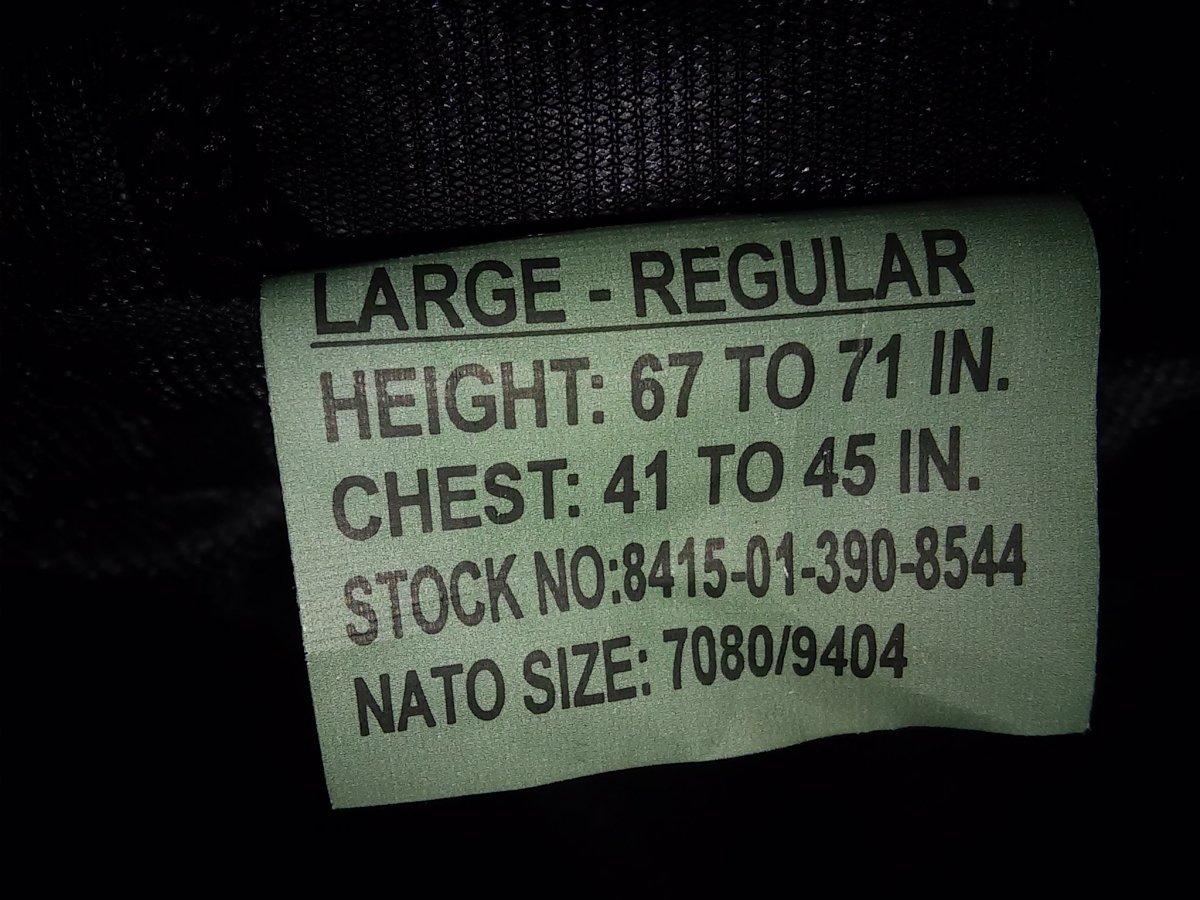 LARGE - REGULAR
HEIGHT: 67 TO 71 IN.
CHEST: 41 TO 45 IN.
STOCK NO:8415-01-390-8544
NATO SIZE: 7080/9404